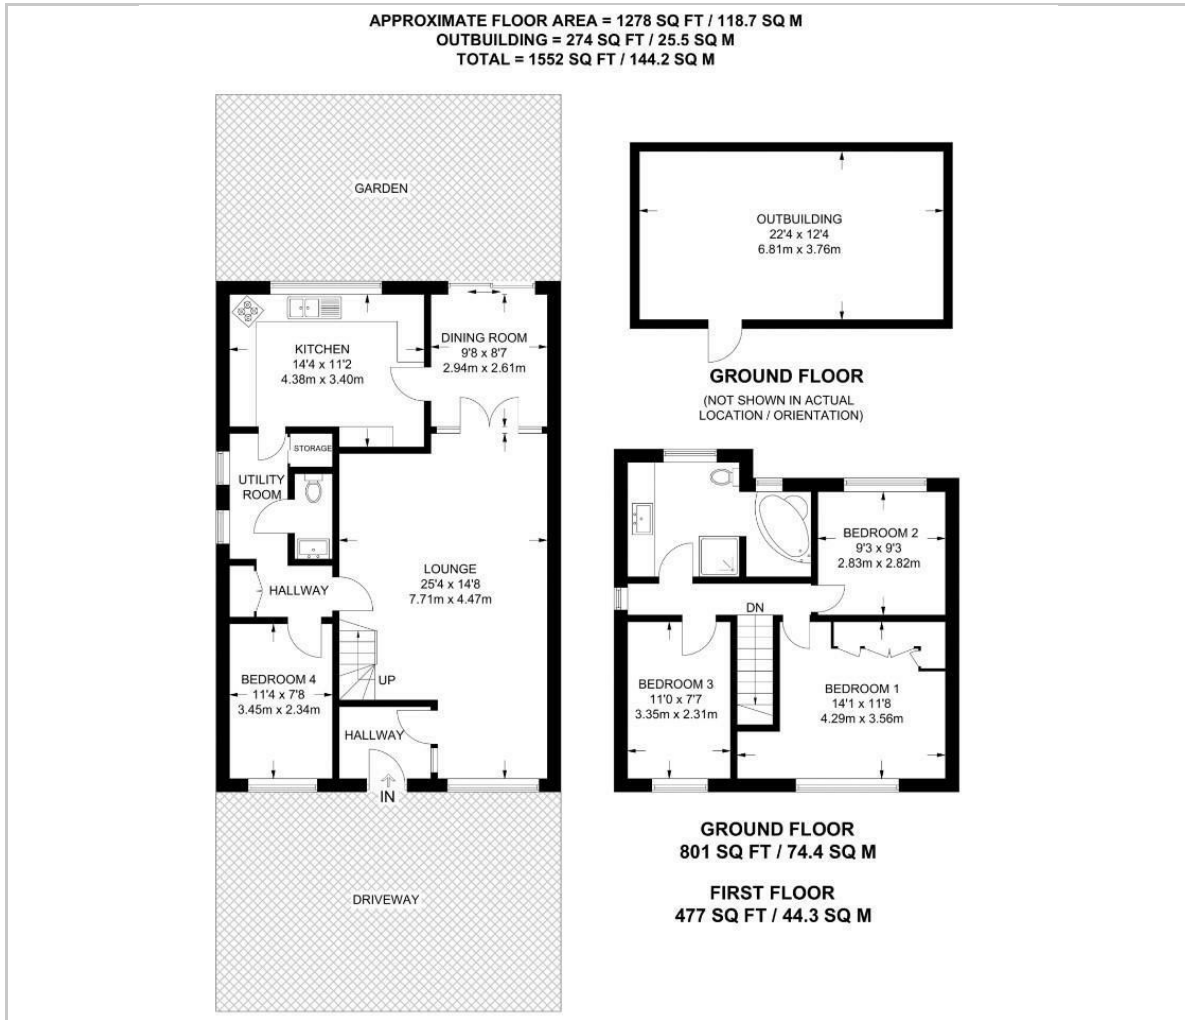 APPROXIMATE FLOOR AREA = 1278 SQ FT / 118.7 SQ M
OUTBUILDING = 274 SQ FT / 25.5 SQ M
TOTAL = 1552 SQ FT / 144.2 SQ M
GARDEN
KITCHEN
14'4 x 11'2
4.38m x 3.40m
DINING ROOM
9'8 x 8'7
2.94m x 2.61m
STORAGE
UTILITY
ROOM
LOUNGE
25'4 x 14'8
7.71m x 4.47m
HALLWAY
BEDROOM 4
11'4 x 7'8
3.45m x 2.34m
UP
HALLWAY
IN
DRIVEWAY
OUTBUILDING
22'4 x 12'4
6.81m x 3.76m
GROUND FLOOR
(NOT SHOWN IN ACTUAL
LOCATION / ORIENTATION)
BEDROOM 2
9'3 x 9'3
2.83m x 2.82m
DN
BEDROOM 3
11'0 x 7'7
3.35m x 2.31m
BEDROOM 1
14'1 x 11'8
4.29m x 3.56m
GROUND FLOOR
801 SQ FT / 74.4 SQ M
FIRST FLOOR
477 SQ FT / 44.3 SQ M